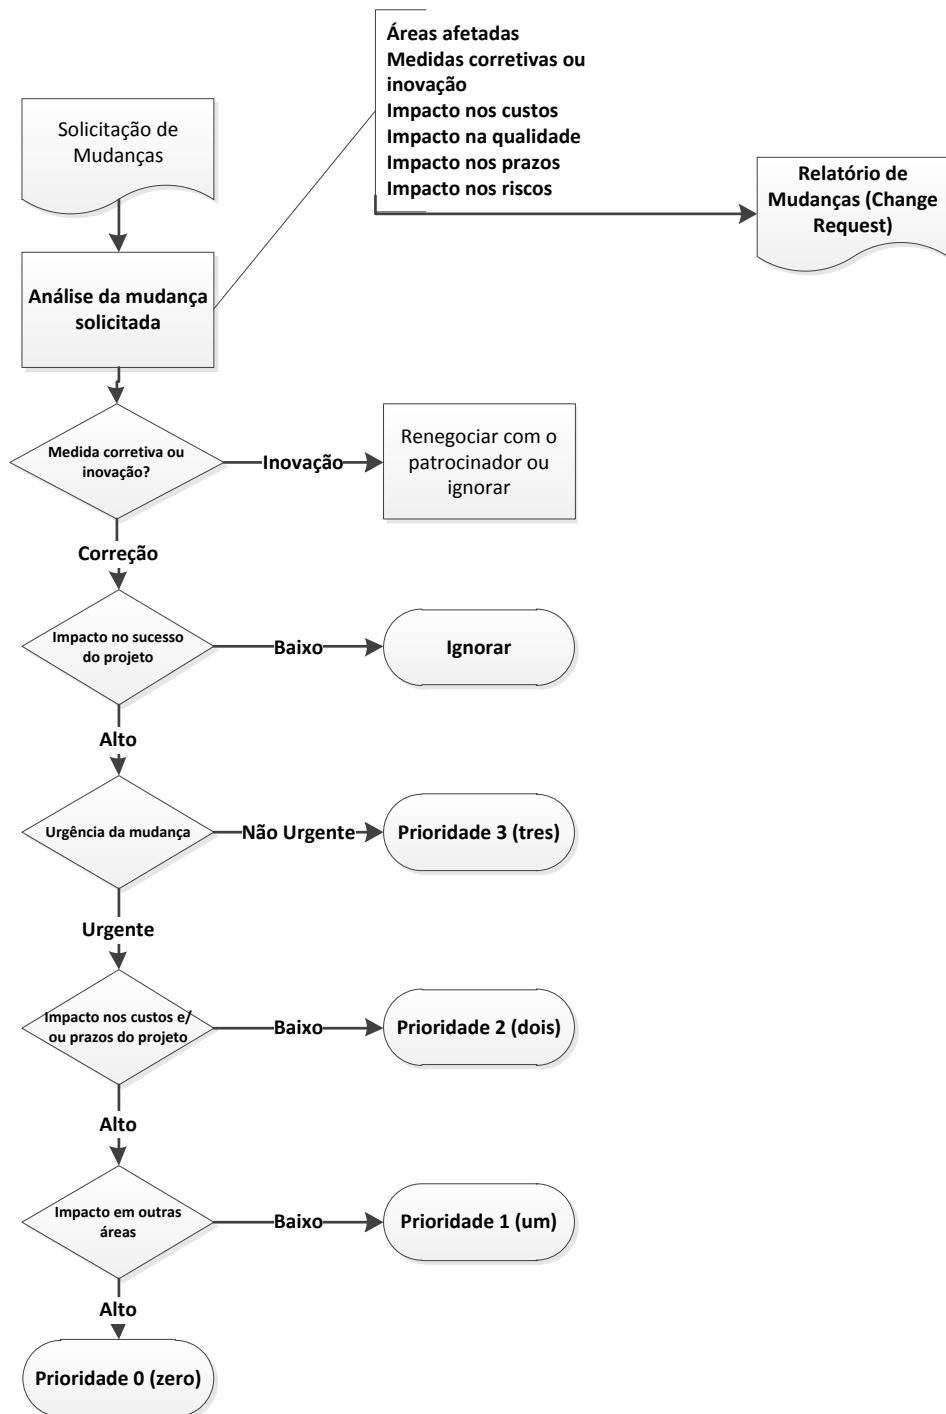 Áreas afetadas
Medidas corretivas ou
inovação
Impacto nos custos
Impacto na qualidade
Impacto nos prazos
Impacto nos riscos
Solicitação de
Mudanças
Relatório de
Mudanças (Change
Request)
Análise da mudança
solicitada
Medida corretiva ou
inovação?
Inovação
Renegociar com o
patrocinador ou
ignorar
Correção
Impacto no sucesso
do projeto
Baixo
Ignorar
Alto
Urgência da mudança
Não Urgente
Prioridade 3 (tres)
Urgente
Impacto nos custos e/
ou prazos do projeto
Baixo
Prioridade 2 (dois)
Alto
Impacto em outras
áreas
Baixo
Prioridade 1 (um)
Alto
Prioridade 0 (zero)